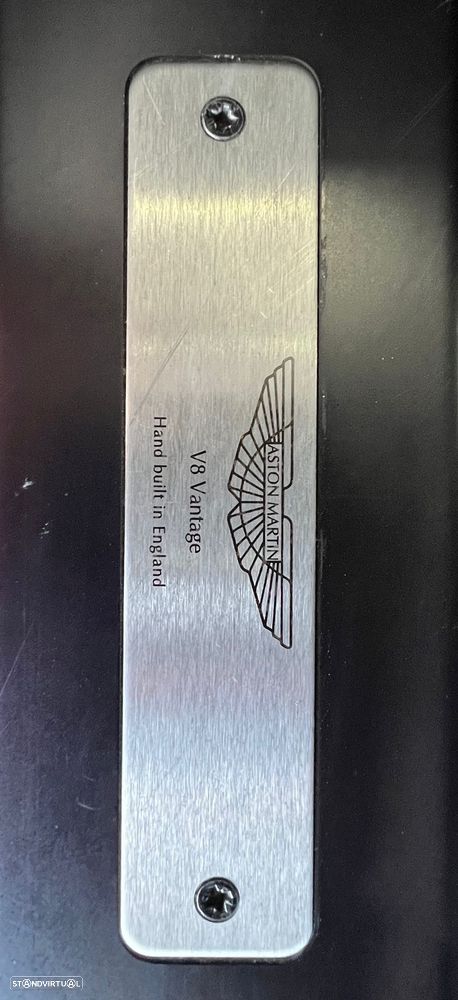 ASTON MARTIN
V8 Vantage
Hand built in England
STANDVIRTUAL